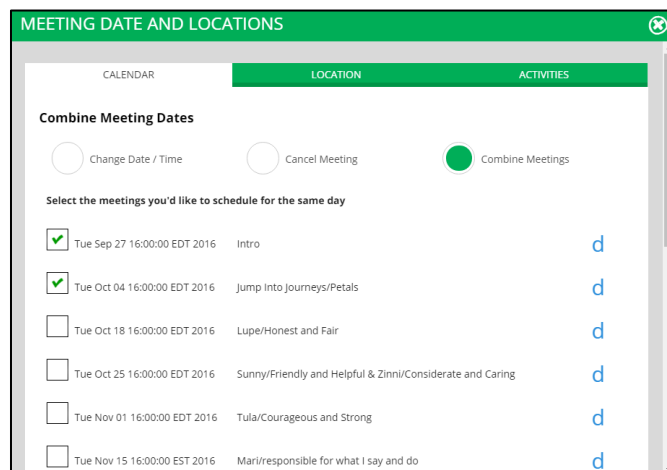 MEETING DATE AND LOCATIONS
CALENDAR LOCATION ACTIVITIES
Combine Meeting Dates
Change Date / Time Cancel Meeting Combine Meetings
Select the meetings you'd like to schedule for the same day
Tue Sep 27 16:00:00 EDT 2016 Intro d
Tue Oct 04 16:00:00 EDT 2016 Jump Into Journeys/Petals d
Tue Oct 18 16:00:00 EDT 2016 Lupe/Honest and Fair d
Tue Oct 25 16:00:00 EDT 2016 Sunny/Friendly and Helpful & Zinni/Considerate and Caring d
Tue Nov 01 16:00:00 EDT 2016 Tula/Courageous and Strong d
Tue Nov 15 16:00:00 EST 2016 Mari/responsible for what I say and do d